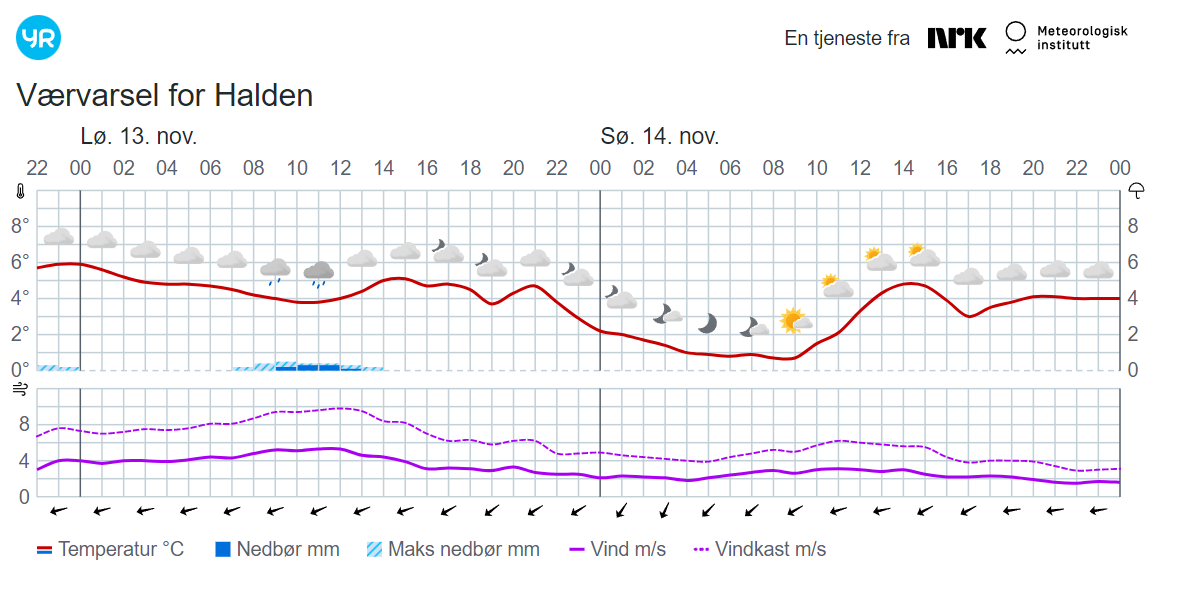 YR
En tjeneste fra
NRK
Meteorologisk
institutt
Værvarsel for Halden
Lø. 13. nov.
Sø. 14. nov.
22 00 02 04 06 08 10 12 14 16 18 20 22 00 02 04 06 08 10 12 14 16 18 20 22 00
8° 8
6° 6
4° 4
2° 2
0° 0
8
4
0
Temperatur °C Nedbør mm Maks nedbør mm Vind m/s Vindkast m/s